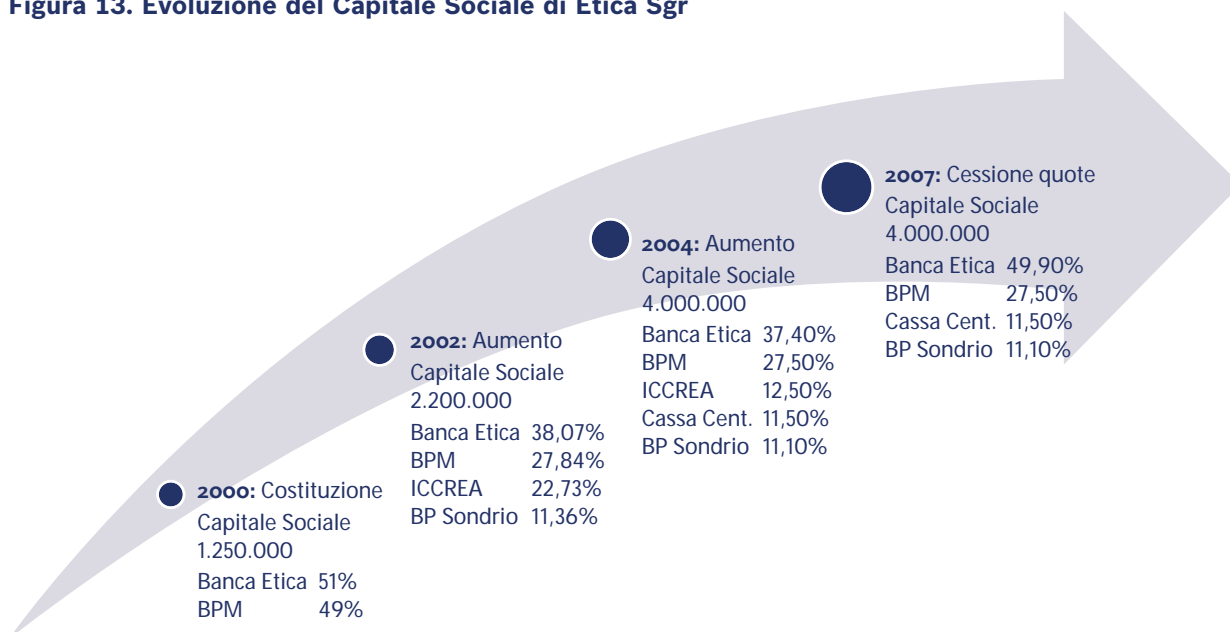 Figura 13. Evoluzione del Capitale Sociale di Etica Sgr
2000: Costituzione
Capitale Sociale
1.250.000
Banca Etica 51%
BPM 49%
2002: Aumento
Capitale Sociale
2.200.000
Banca Etica 38,07%
BPM 27,84%
ICCREA 22,73%
BP Sondrio 11,36%
2004: Aumento
Capitale Sociale
4.000.000
Banca Etica 37,40%
BPM 27,50%
ICCREA 12,50%
Cassa Cent. 11,50%
BP Sondrio 11,10%
2007: Cessione quote
Capitale Sociale
4.000.000
Banca Etica 49,90%
BPM 27,50%
Cassa Cent. 11,50%
BP Sondrio 11,10%